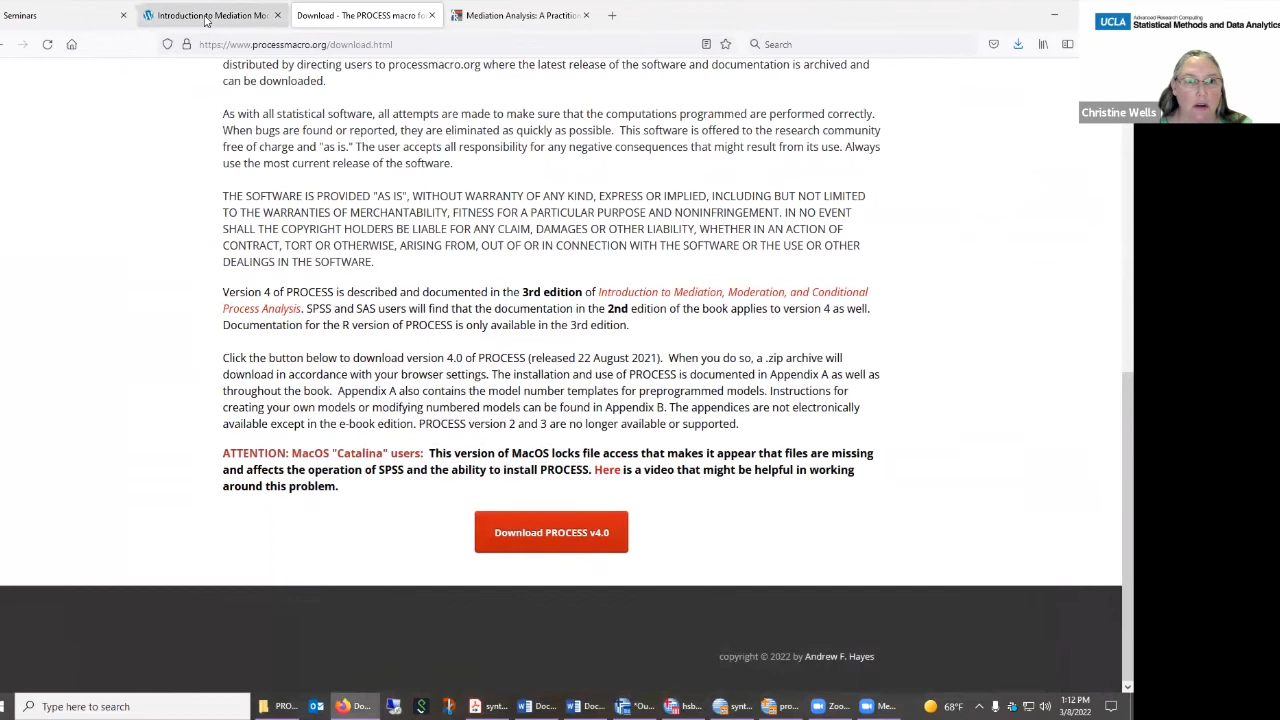 Seminars
Introduction to Mediation Mod
Download - The PROCESS macro fo
Mediation Analysis: A Practition
Advanced Research Computing
UCLA Statistical Methods and Data Analytics
https://www.processmacro.org/download.html
Search
distributed by directing users to processmacro.org where the latest release of the software and documentation is archived and
can be downloaded.
As with all statistical software, all attempts are made to make sure that the computations programmed are performed correctly.
When bugs are found or reported, they are eliminated as quickly as possible. This software is offered to the research community
free of charge and "as is." The user accepts all responsibility for any negative consequences that might result from its use. Always
use the most current release of the software.
THE SOFTWARE IS PROVIDED "AS IS", WITHOUT WARRANTY OF ANY KIND, EXPRESS OR IMPLIED, INCLUDING BUT NOT LIMITED
TO THE WARRANTIES OF MERCHANTABILITY, FITNESS FOR A PARTICULAR PURPOSE AND NONINFRINGEMENT. IN NO EVENT
SHALL THE COPYRIGHT HOLDERS BE LIABLE FOR ANY CLAIM, DAMAGES OR OTHER LIABILITY, WHETHER IN AN ACTION OF
CONTRACT, TORT OR OTHERWISE, ARISING FROM, OUT OF OR IN CONNECTION WITH THE SOFTWARE OR THE USE OR OTHER
DEALINGS IN THE SOFTWARE.
Version 4 of PROCESS is described and documented in the 3rd edition of Introduction to Mediation, Moderation, and Conditional
Process Analysis. SPSS and SAS users will find that the documentation in the 2nd edition of the book applies to version 4 as well.
Documentation for the R version of PROCESS is only available in the 3rd edition.
Click the button below to download version 4.0 of PROCESS (released 22 August 2021). When you do so, a .zip archive will
download in accordance with your browser settings. The installation and use of PROCESS is documented in Appendix A as well as
throughout the book. Appendix A also contains the model number templates for preprogrammed models. Instructions for
creating your own models or modifying numbered models can be found in Appendix B. The appendices are not electronically
available except in the e-book edition. PROCESS version 2 and 3 are no longer available or supported.
ATTENTION: MacOS "Catalina" users: This version of MacOS locks file access that makes it appear that files are missing
and affects the operation of SPSS and the ability to install PROCESS. Here is a video that might be helpful in working
around this problem.
Download PROCESS v4.0
copyright © 2022 by Andrew F. Hayes
Christine Wells
Type here to search
PRO...
Do...
synt...
Doc...
Doc...
*Ou...
hsb...
synt...
pro...
Zoo...
Me...
68°F
1:12 PM
3/8/2022